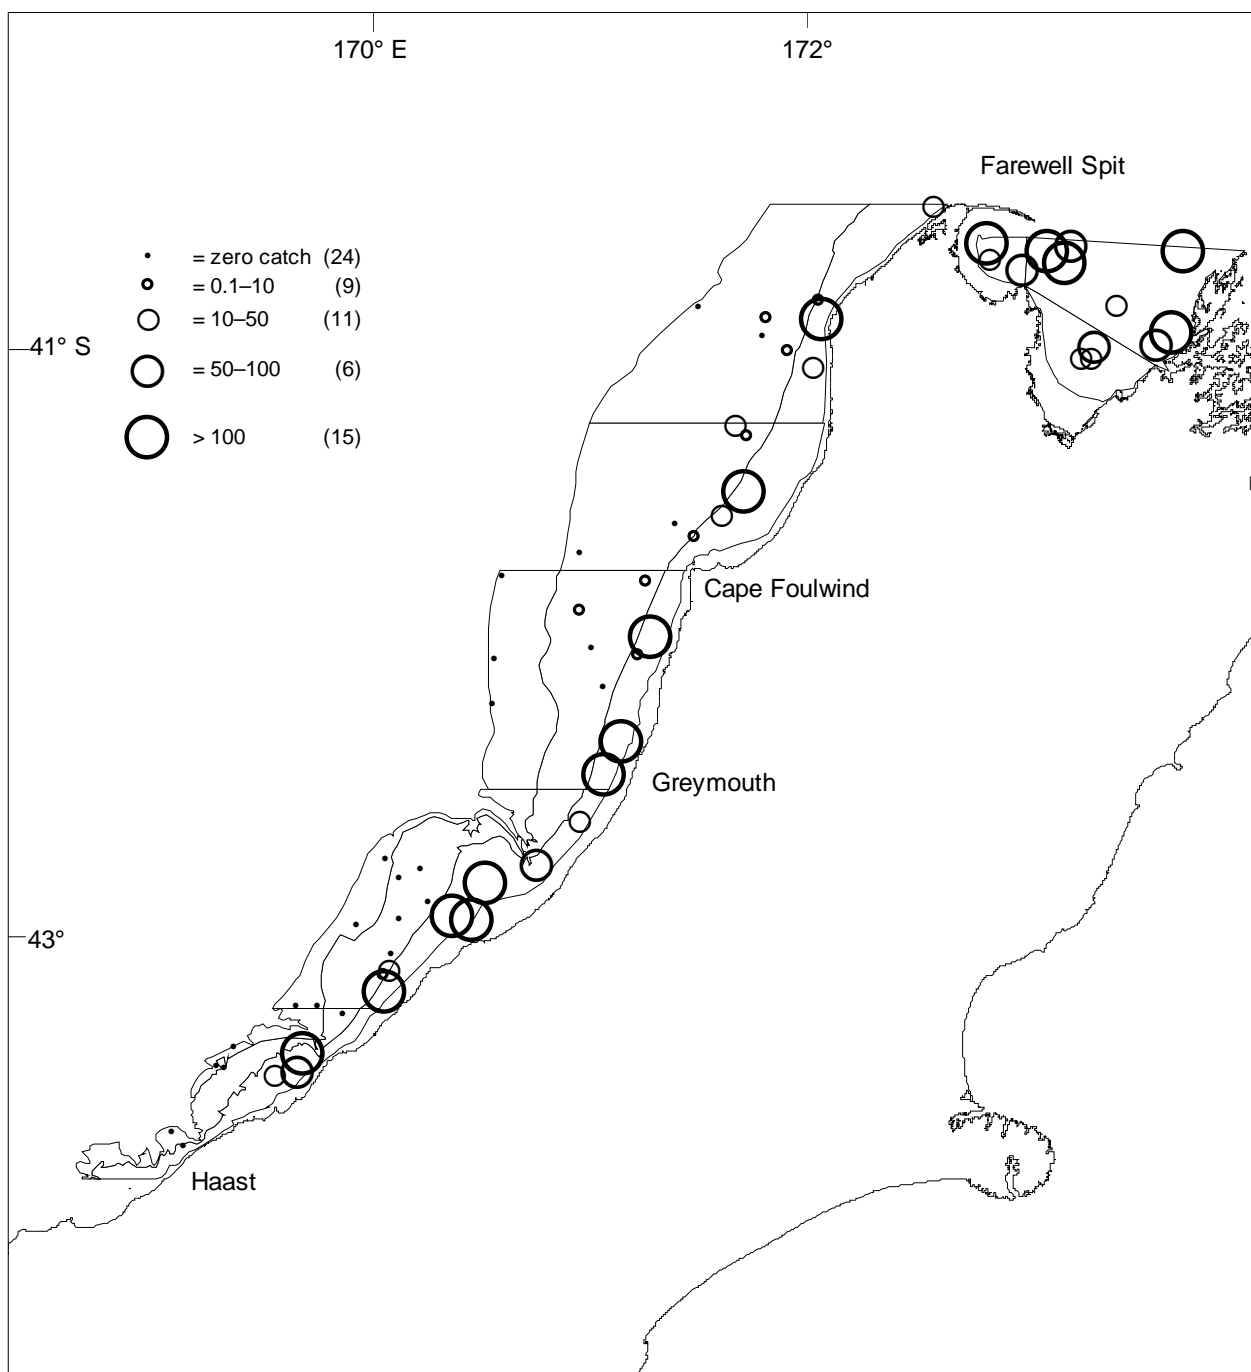 170° E
172°
Farewell Spit
= zero catch (24)
= 0.1–10 (9)
= 10–50 (11)
41° S
= 50–100 (6)
> 100 (15)
Cape Foulwind
Greymouth
43°
Haast